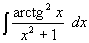 ∫ arctg² x / (x² + 1) dx